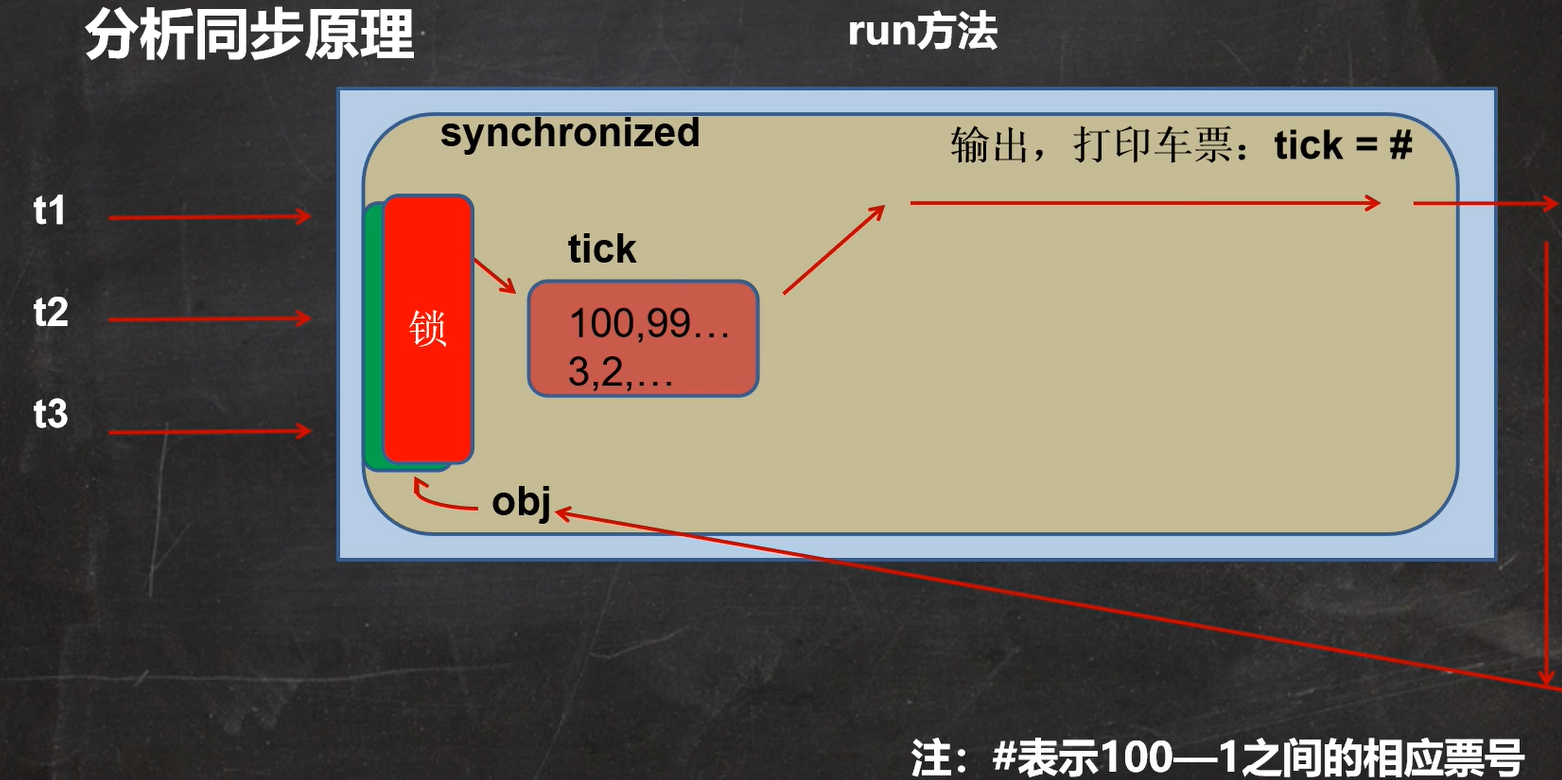 分析同步原理
run方法
synchronized
输出，打印车票：tick = #
t1
tick
t2
锁
100,99…
3,2,…
t3
obj
注：#表示100—1之间的相应票号